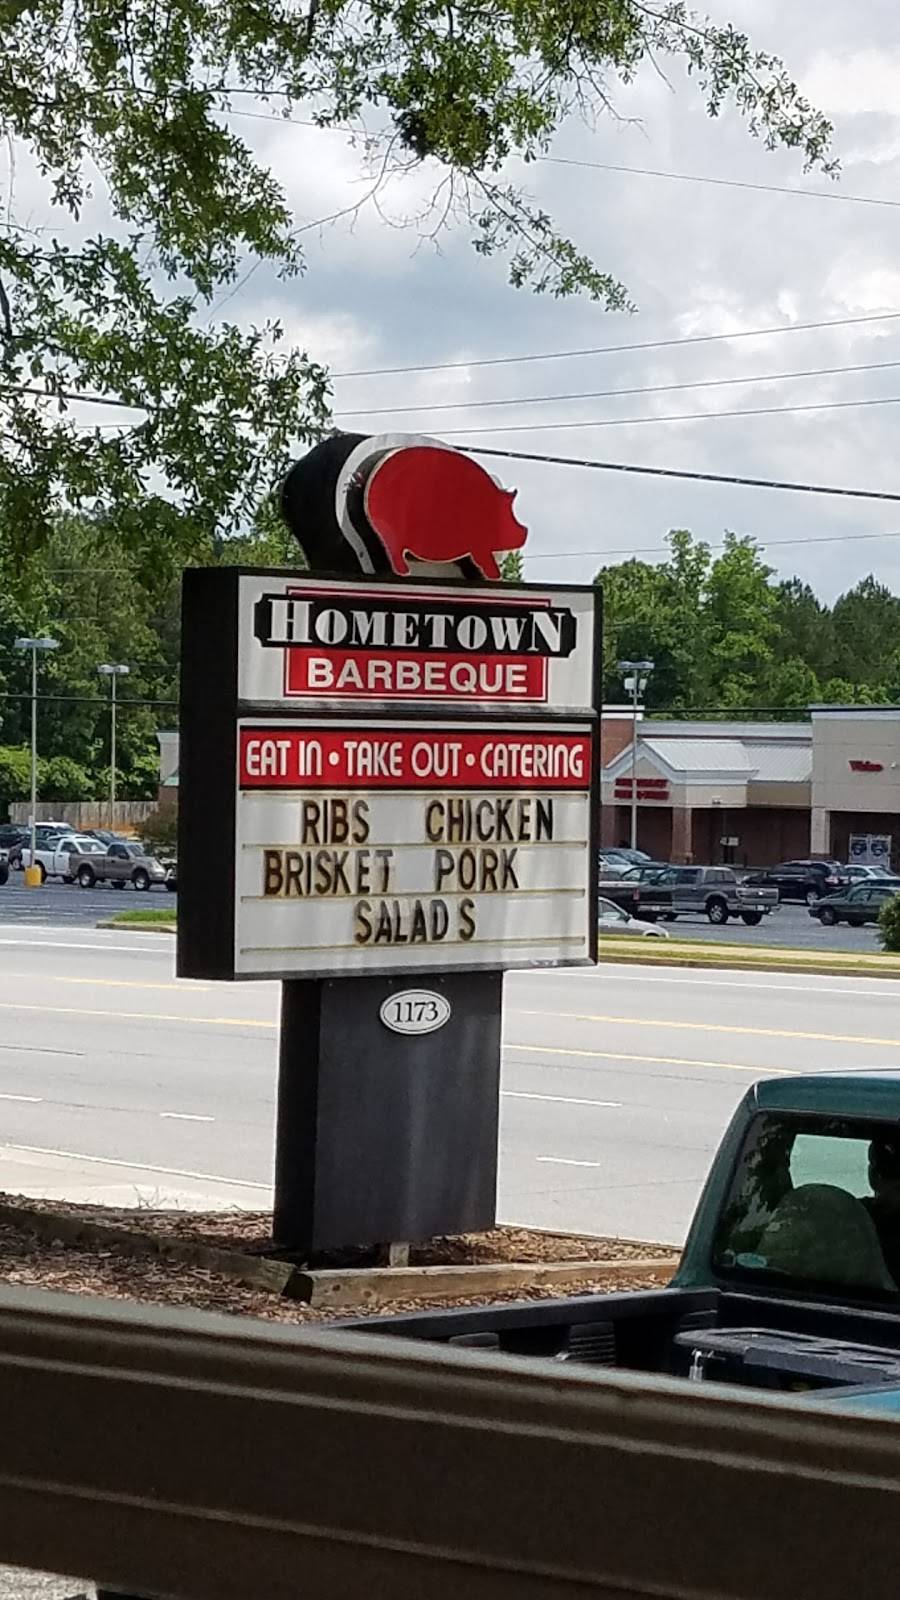 HOMETOWN
BARBEQUE
EAT IN • TAKE OUT • CATERING
RIBS CHICKEN
BRISKET PORK
SALAD S
1173